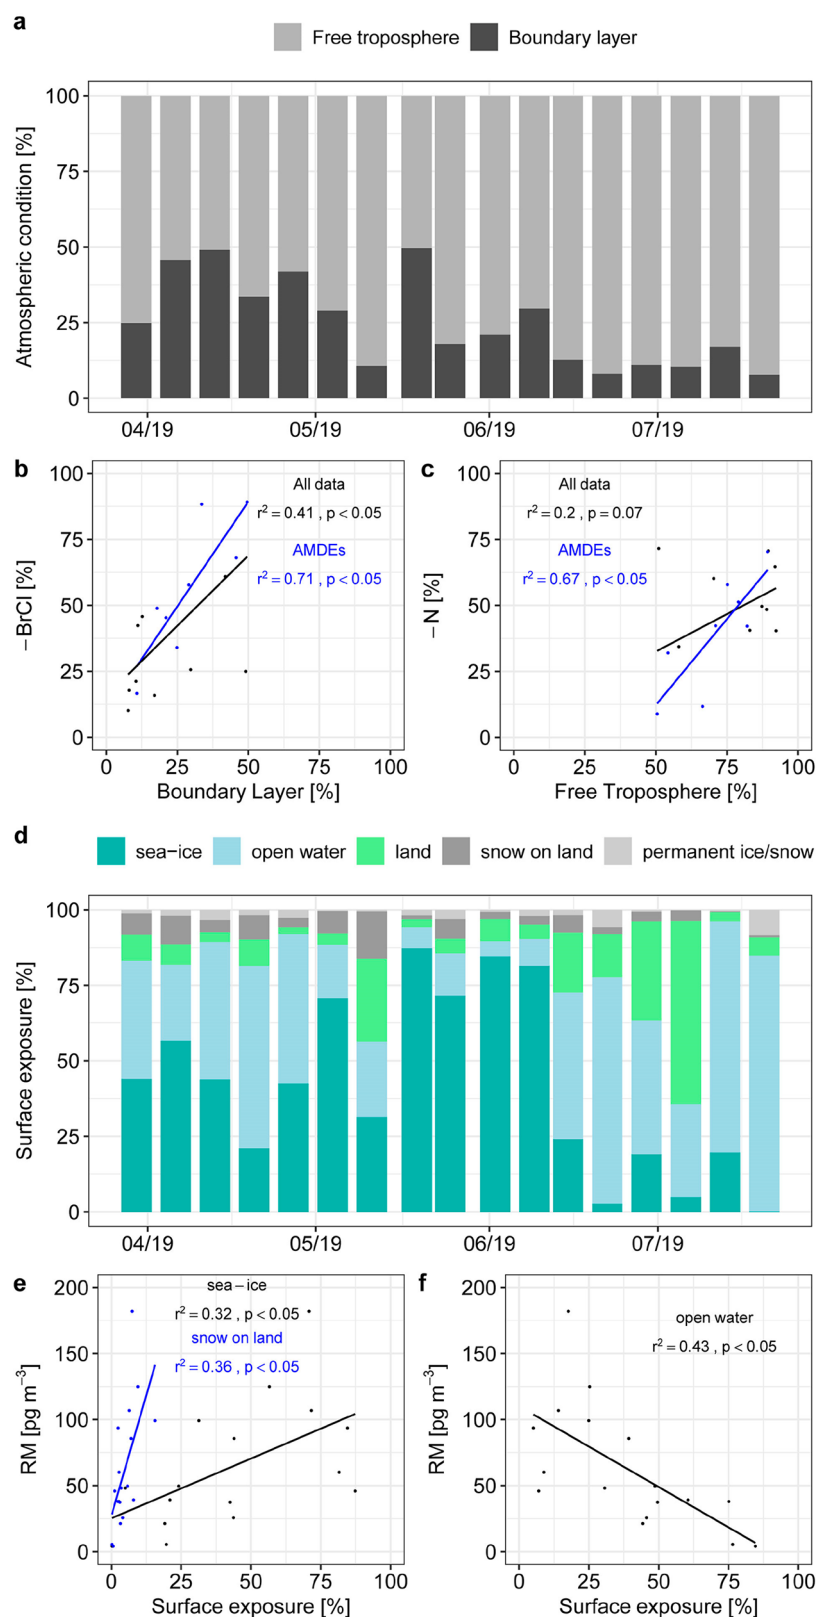 a
Free troposphere Boundary layer
Atmospheric condition [%]
100
75
50
25
0
04/19 05/19 06/19 07/19
b
−BrCl [%]
100
75
50
25
0
All data
r² = 0.41 , p < 0.05
AMDEs
r² = 0.71 , p < 0.05
0 25 50 75 100
Boundary Layer [%]
c
−N [%]
100
75
50
25
0
All data
r² = 0.2 , p = 0.07
AMDEs
r² = 0.67 , p < 0.05
0 25 50 75 100
Free Troposphere [%]
d
sea−ice open water land snow on land permanent ice/snow
Surface exposure [%]
100
75
50
25
0
04/19 05/19 06/19 07/19
e
RM [pg m⁻³]
200
150
100
50
0
sea−ice
r² = 0.32 , p < 0.05
snow on land
r² = 0.36 , p < 0.05
0 25 50 75 100
Surface exposure [%]
f
RM [pg m⁻³]
200
150
100
50
0
open water
r² = 0.43 , p < 0.05
0 25 50 75 100
Surface exposure [%]